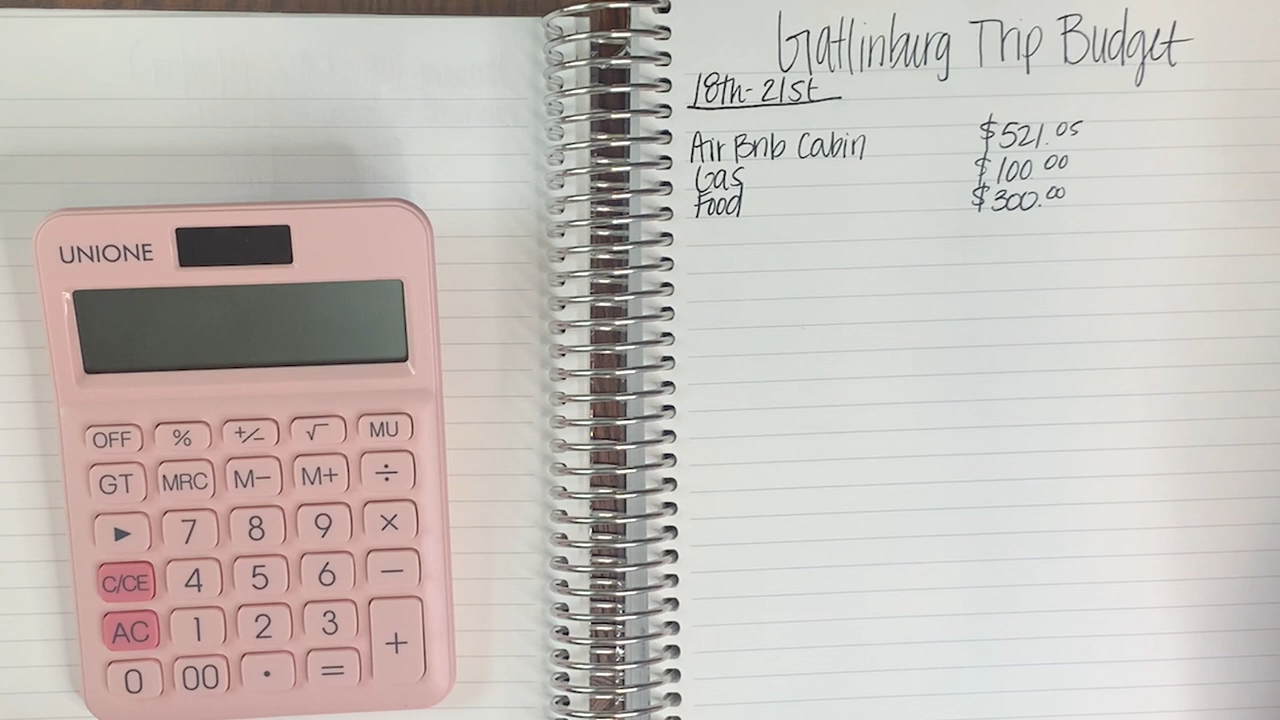 Gatlinburg Trip Budget
18th-21st
Air Bnb Cabin $521.05
Gas $100.00
Food $300.00
UNIONE
OFF % +/− √ MU
GT MRC M− M+ ÷
▶ 7 8 9 ×
C/CE 4 5 6 −
AC 1 2 3 +
0 00 · =